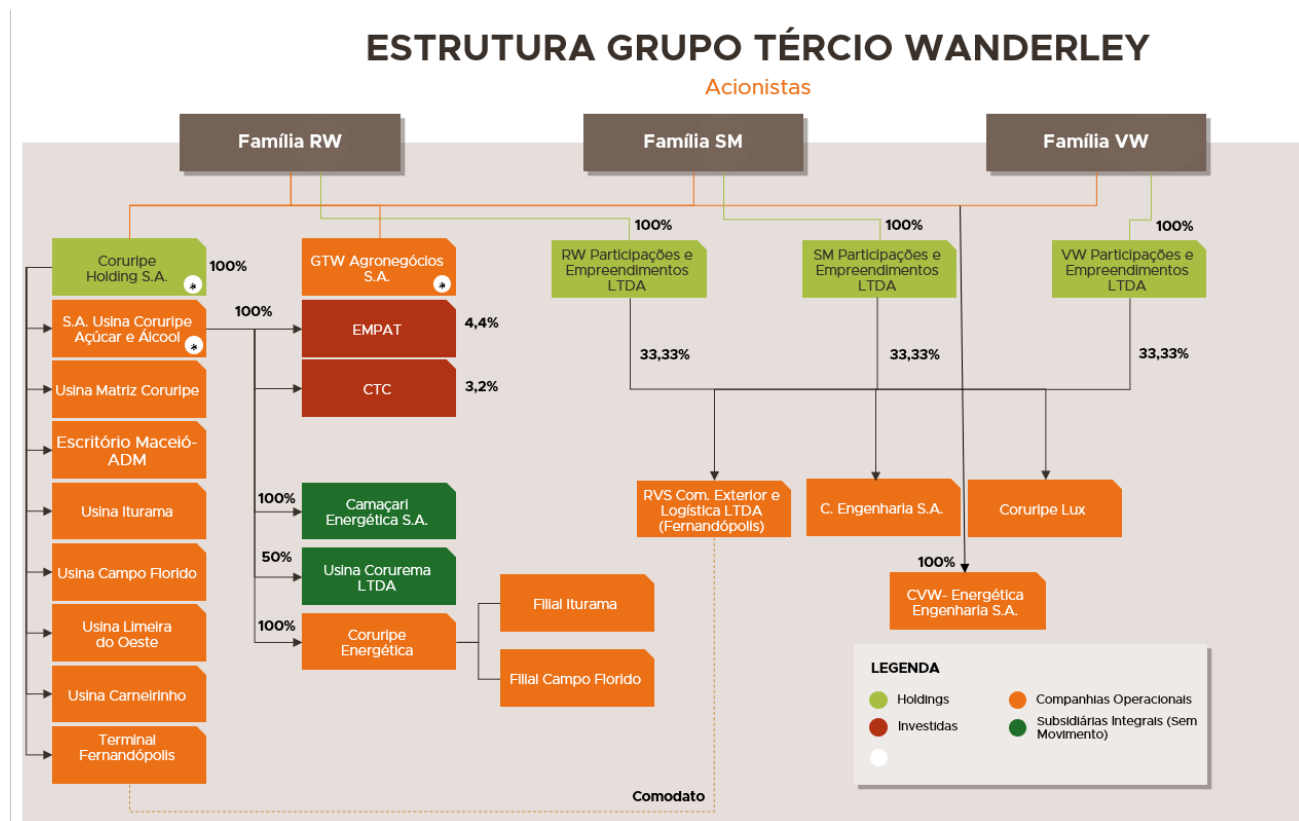 ESTRUTURA GRUPO TÉRCIO WANDERLEY
Acionistas
Família RW
Família SM
Família VW
100%
100%
100%
Coruripe
Holding S.A.
*
100%
GTW Agronegócios
S.A.
*
RW Participações e
Empreendimentos
LTDA
SM Participações e
Empreendimentos
LTDA
VW Participações e
Empreendimentos
LTDA
S.A. Usina Coruripe
Açúcar e Álcool
*
100%
EMPAT
4,4%
33,33%
33,33%
33,33%
Usina Matriz Coruripe
CTC
3,2%
Escritório Maceió-
ADM
Usina Iturama
100%
Camaçari
Energética S.A.
RVS Com. Exterior e
Logística LTDA
(Fernandópolis)
C. Engenharia S.A.
Coruripe Lux
Usina Campo Florido
50%
Usina Corurema
LTDA
100%
CVW- Energética
Engenharia S.A.
Usina Limeira
do Oeste
100%
Coruripe
Energética
Filial Iturama
Filial Campo Florido
Usina Carneirinho
Terminal
Fernandópolis
LEGENDA
Holdings
Companhias Operacionais
Investidas
Subsidiárias Integrais (Sem
Movimento)
Comodato